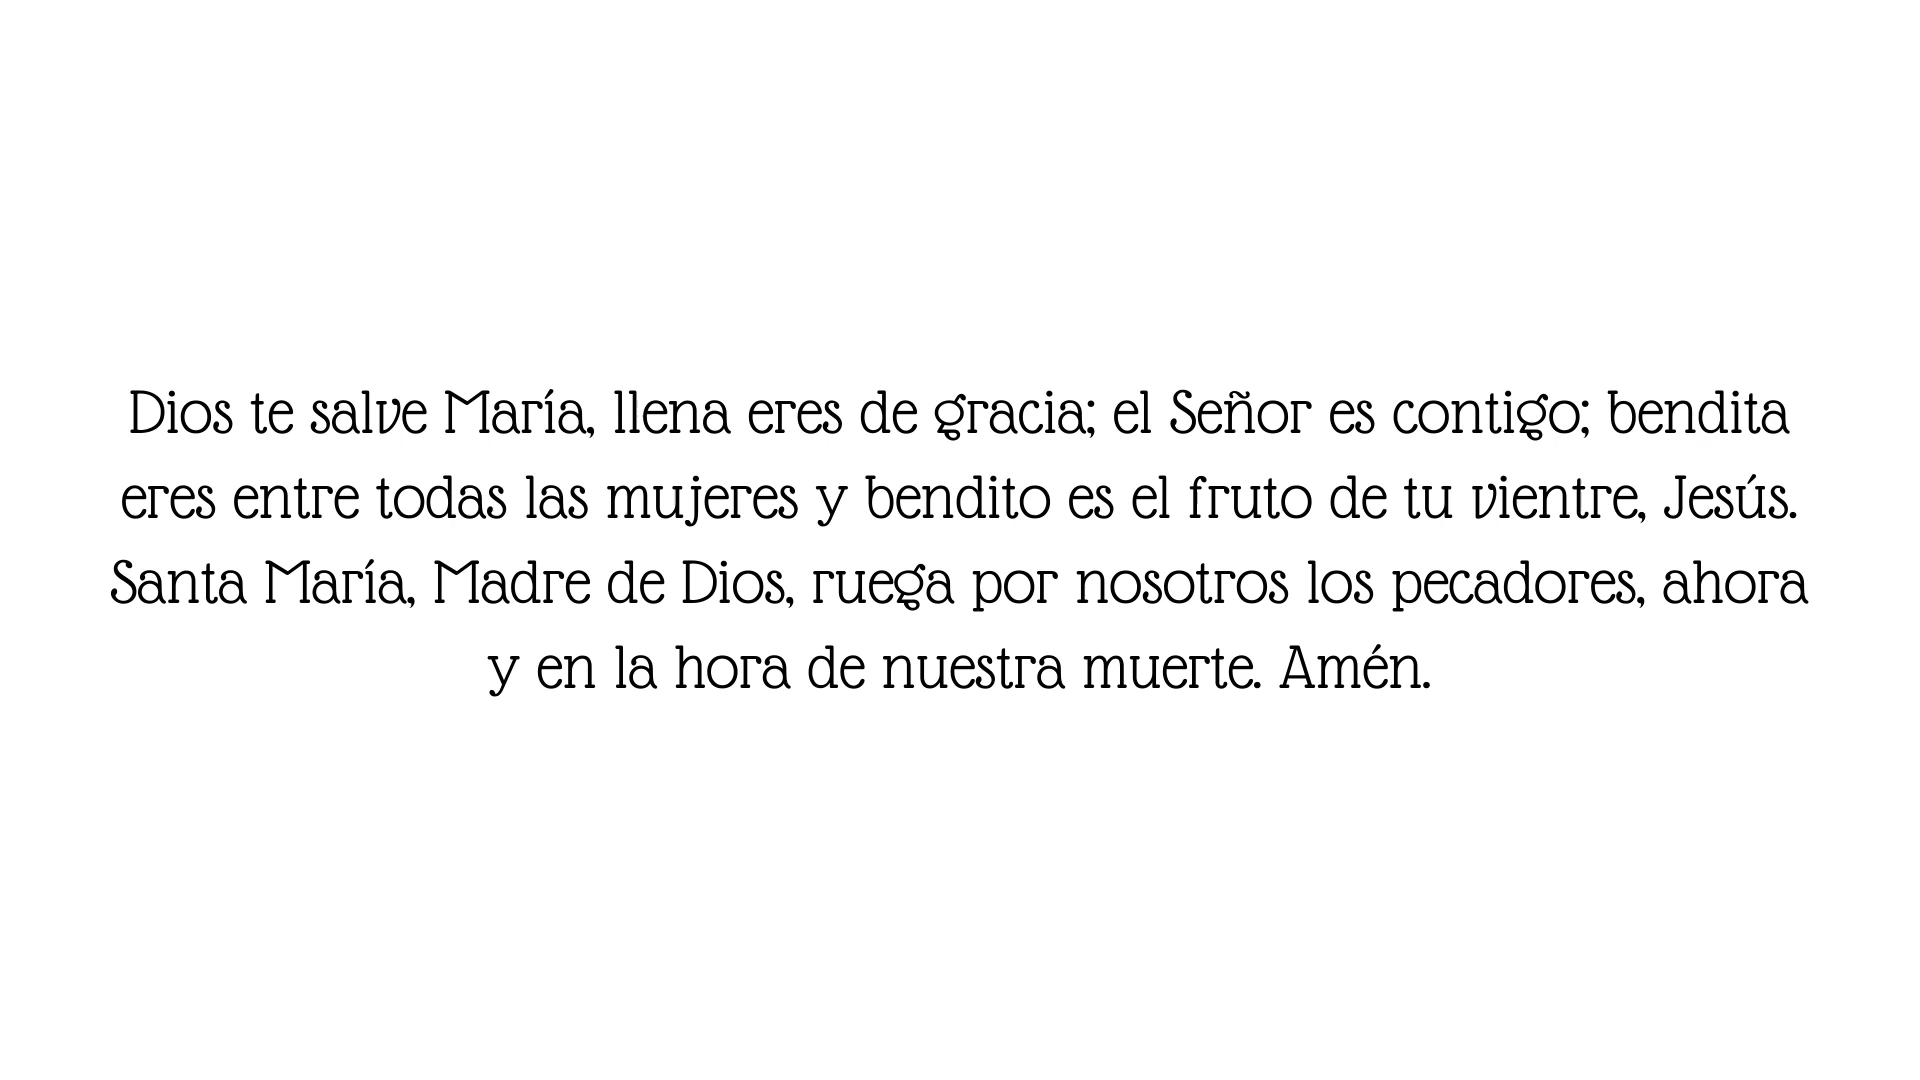 Dios te salve María, llena eres de gracia; el Señor es contigo; bendita
eres entre todas las mujeres y bendito es el fruto de tu vientre, Jesús.
Santa María, Madre de Dios, ruega por nosotros los pecadores, ahora
y en la hora de nuestra muerte. Amén.